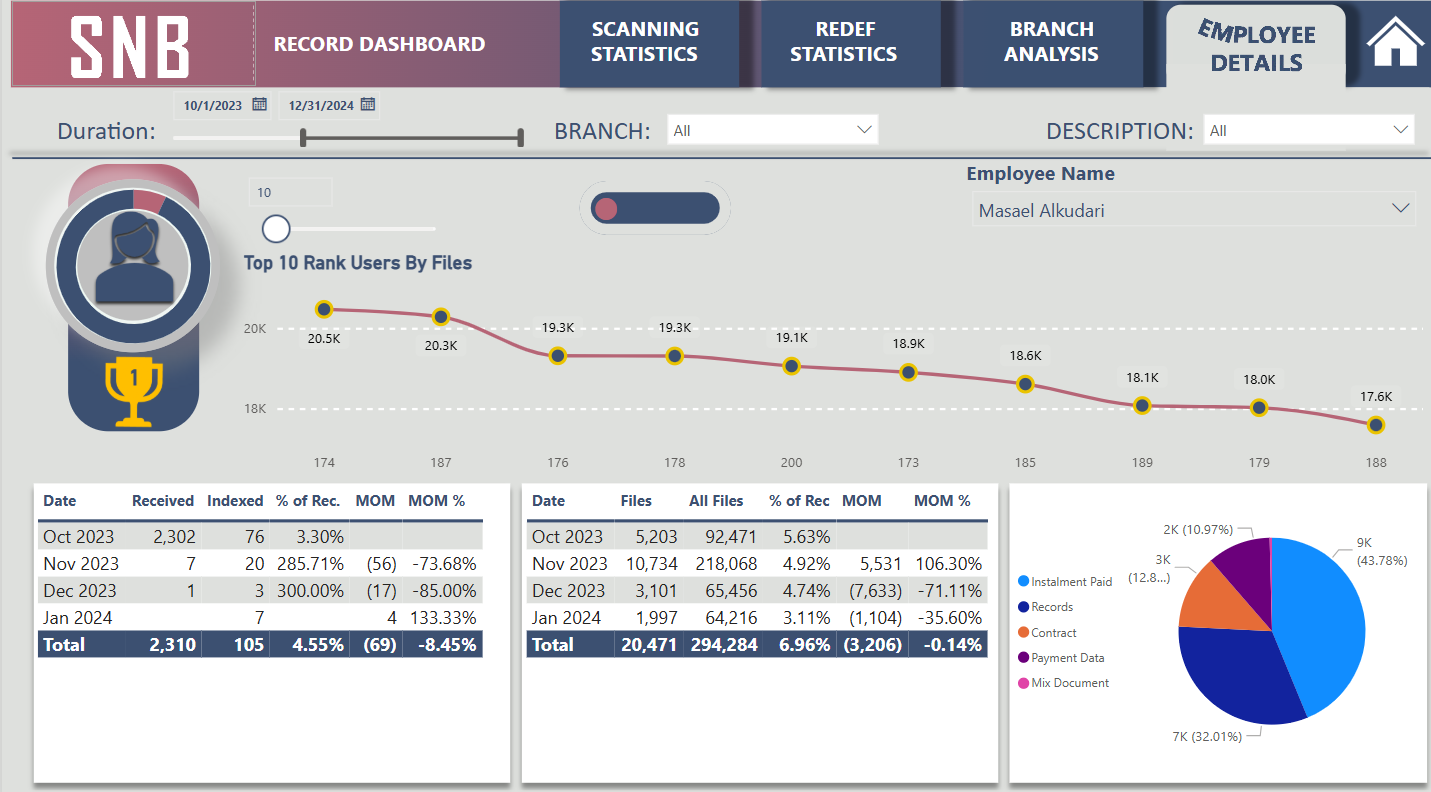 SNB
RECORD DASHBOARD
SCANNING
STATISTICS
REDEF
STATISTICS
BRANCH
ANALYSIS
EMPLOYEE
DETAILS
Duration:
10/1/2023
12/31/2024
BRANCH:
All
DESCRIPTION:
All
Employee Name
Masael Alkudari
10
Top 10 Rank Users By Files
1
20K
18K
20.5K 20.3K 19.3K 19.3K 19.1K 18.9K 18.6K 18.1K 18.0K 17.6K
174 187 176 178 200 173 185 189 179 188
Date Received Indexed % of Rec. MOM MOM %
Oct 2023 2,302 76 3.30%
Nov 2023 7 20 285.71% (56) -73.68%
Dec 2023 1 3 300.00% (17) -85.00%
Jan 2024 7 4 133.33%
Total 2,310 105 4.55% (69) -8.45%
Date Files All Files % of Rec MOM MOM %
Oct 2023 5,203 92,471 5.63%
Nov 2023 10,734 218,068 4.92% 5,531 106.30%
Dec 2023 3,101 65,456 4.74% (7,633) -71.11%
Jan 2024 1,997 64,216 3.11% (1,104) -35.60%
Total 20,471 294,284 6.96% (3,206) -0.14%
Instalment Paid
Records
Contract
Payment Data
Mix Document
2K (10.97%)
3K
(12.8...)
9K
(43.78%)
7K (32.01%)